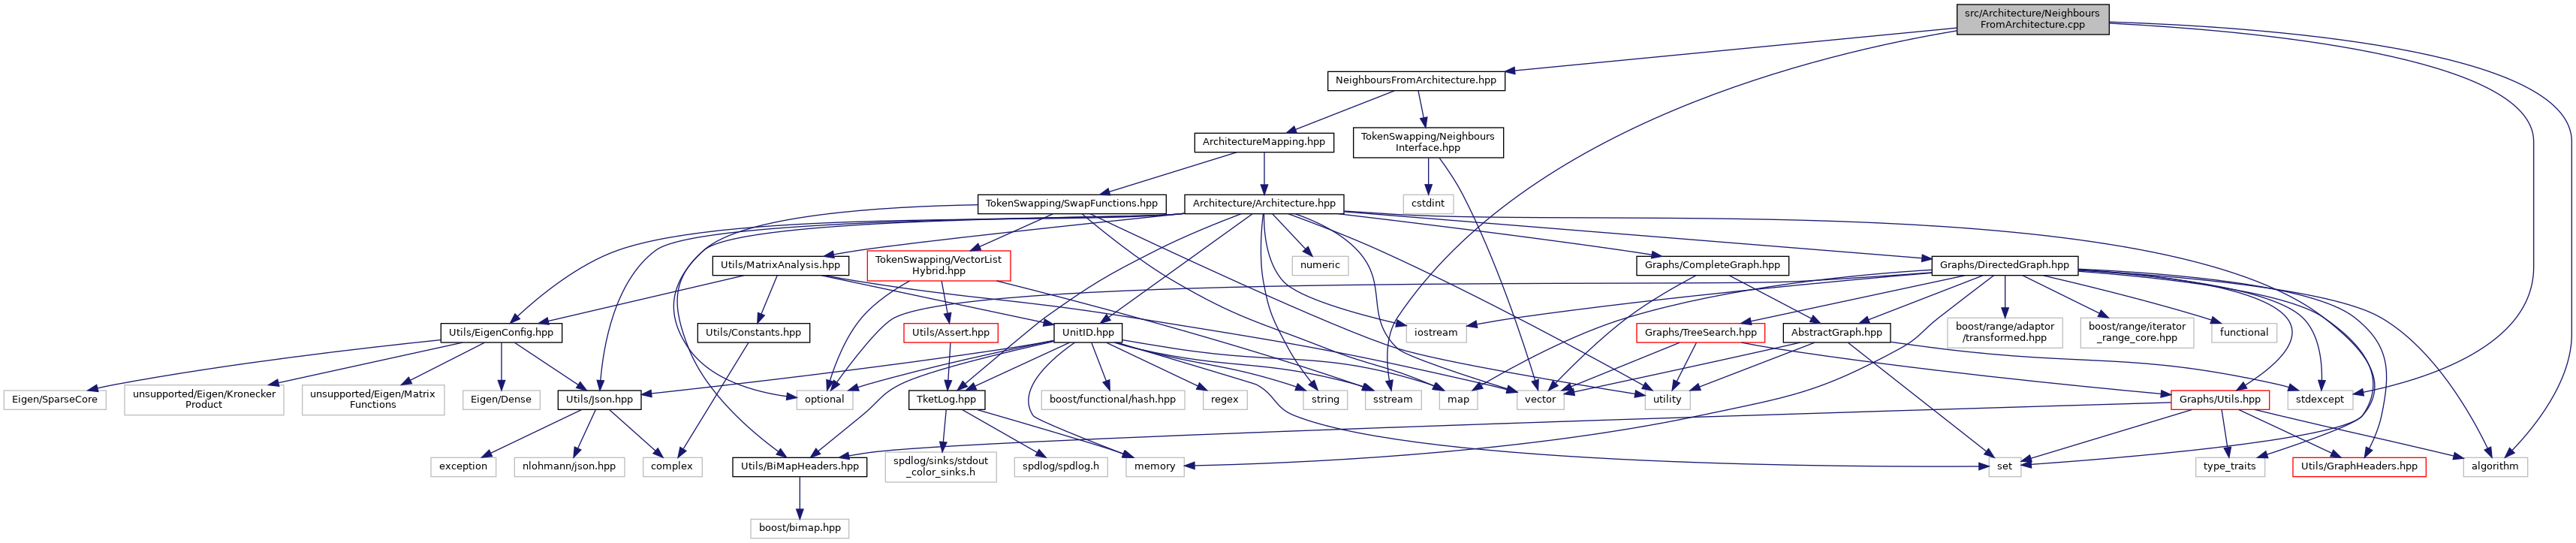 src/Architecture/Neighbours
FromArchitecture.cpp
NeighboursFromArchitecture.hpp
ArchitectureMapping.hpp
TokenSwapping/Neighbours
Interface.hpp
TokenSwapping/SwapFunctions.hpp
Architecture/Architecture.hpp
cstdint
Utils/MatrixAnalysis.hpp
TokenSwapping/VectorList
Hybrid.hpp
numeric
Graphs/CompleteGraph.hpp
Graphs/DirectedGraph.hpp
Utils/EigenConfig.hpp
Utils/Constants.hpp
Utils/Assert.hpp
UnitID.hpp
iostream
Graphs/TreeSearch.hpp
AbstractGraph.hpp
boost/range/adaptor
/transformed.hpp
boost/range/iterator
_range_core.hpp
functional
Eigen/SparseCore
unsupported/Eigen/Kronecker
Product
unsupported/Eigen/Matrix
Functions
Eigen/Dense
Utils/Json.hpp
optional
TketLog.hpp
boost/functional/hash.hpp
regex
string
sstream
map
vector
utility
Graphs/Utils.hpp
stdexcept
exception
nlohmann/json.hpp
complex
Utils/BiMapHeaders.hpp
spdlog/sinks/stdout
_color_sinks.h
spdlog/spdlog.h
memory
set
type_traits
Utils/GraphHeaders.hpp
algorithm
boost/bimap.hpp